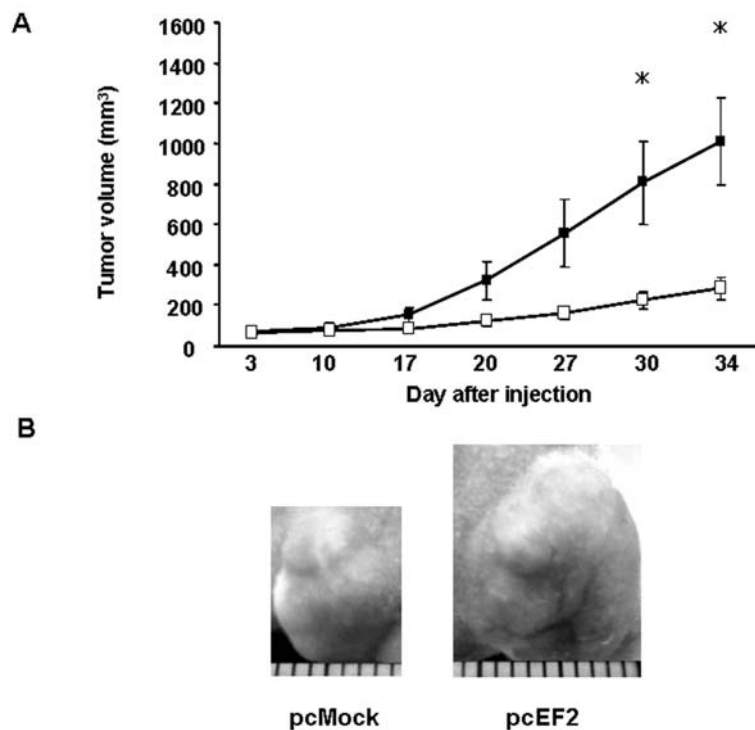 A
Tumor volume (mm³)
1600
1400
1200
1000
800
600
400
200
0
3 10 17 20 27 30 34
* *
Day after injection
B
pcMock pcEF2